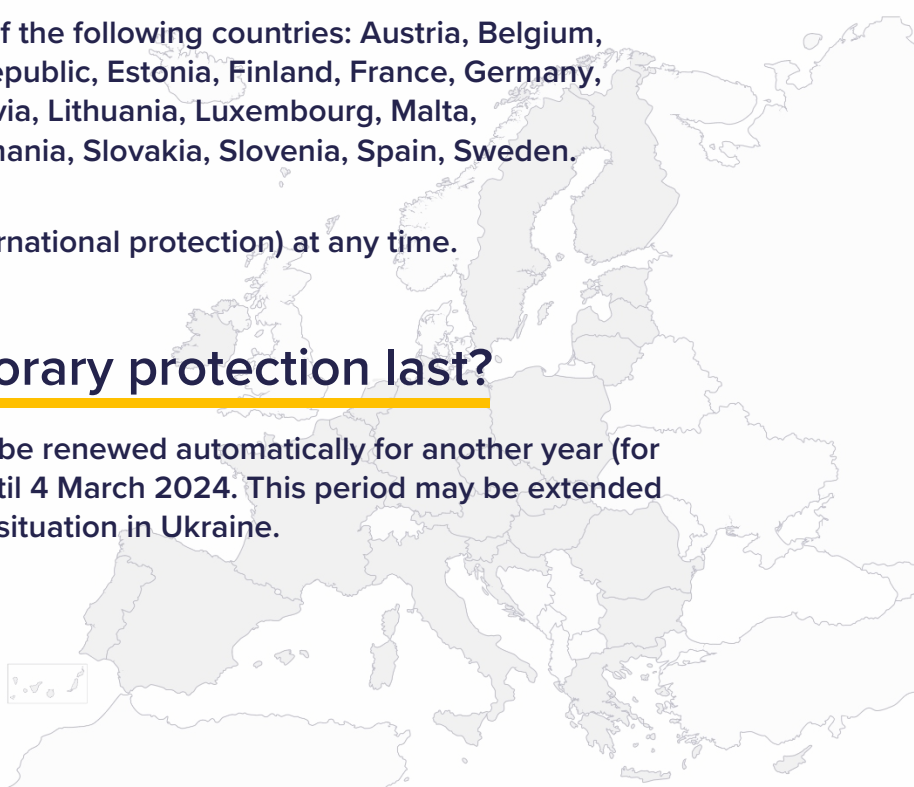 f the following countries: Austria, Belgium,
epublic, Estonia, Finland, France, Germany,
via, Lithuania, Luxembourg, Malta,
nania, Slovakia, Slovenia, Spain, Sweden.
rnational protection) at any time.
orary protection last?
be renewed automatically for another year (for
til 4 March 2024. This period may be extended
situation in Ukraine.